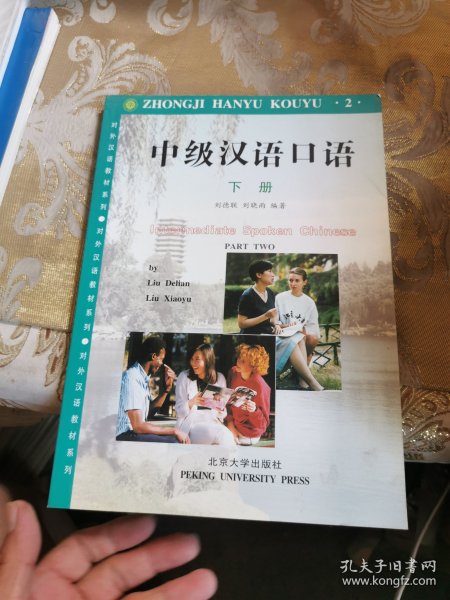 ZHONGJI HANYU KOUYU · 2 ·
中级汉语口语
下册
刘德联 刘晓雨 编著
Intermediate Spoken Chinese
PART TWO
by
Liu Delian
Liu Xiaoyu
对外汉语教材系列●对外汉语教材系列●对外汉语教材系列
北京大学出版社
PEKING UNIVERSITY PRESS
孔夫子旧书网
www.kongfz.com